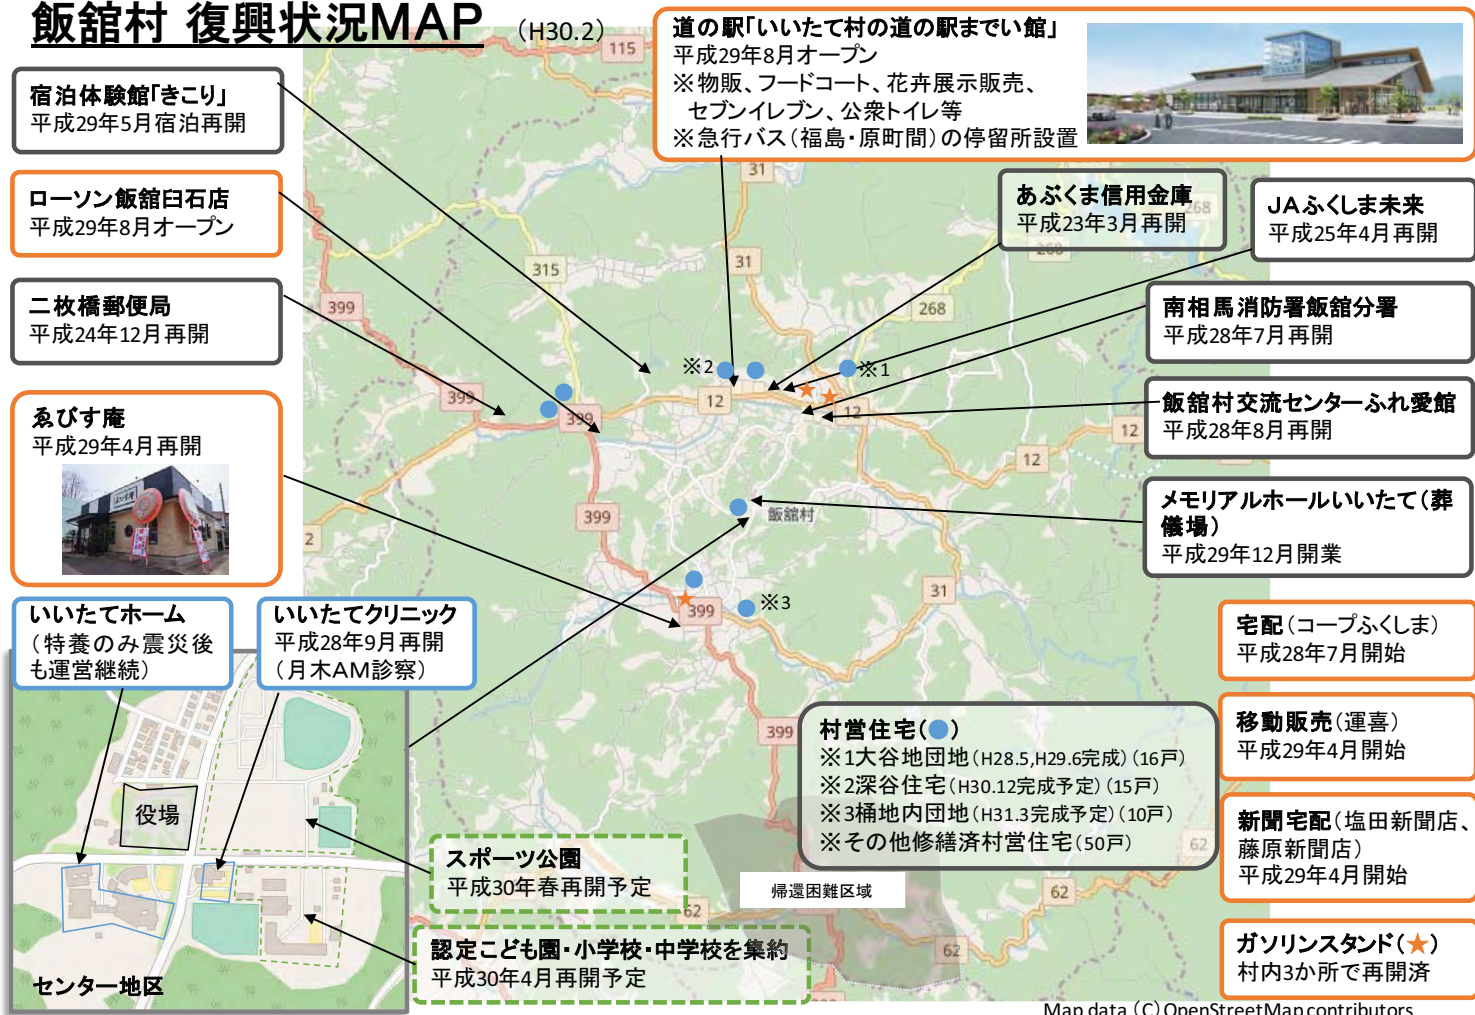 飯舘村 復興状況MAP (H30.2)
宿泊体験館「きこり」
平成29年5月宿泊再開
ローソン飯舘臼石店
平成29年8月オープン
二枚橋郵便局
平成24年12月再開
ゑびす庵
平成29年4月再開
道の駅「いいたて村の道の駅までい館」
平成29年8月オープン
※物販、フードコート、花卉展示販売、
セブンイレブン、公衆トイレ等
※急行バス(福島・原町間)の停留所設置
あぶくま信用金庫
平成23年3月再開
JAふくしま未来
平成25年4月再開
南相馬消防署飯舘分署
平成28年7月再開
飯舘村交流センターふれ愛館
平成28年8月再開
メモリアルホールいいたて(葬
儀場)
平成29年12月開業
115
31
268
268
315
31
399
268
※2
※1
399
12
399
12
12
12
399
飯舘村
2
31
※3
399
399
62
62
62
62
399
いいたてホーム
(特養のみ震災後
も運営継続)
いいたてクリニック
平成28年9月再開
(月木AM診察)
役場
センター地区
スポーツ公園
平成30年春再開予定
認定こども園・小学校・中学校を集約
平成30年4月再開予定
村営住宅(●)
※1大谷地団地(H28.5,H29.6完成)(16戸)
※2深谷住宅(H30.12完成予定)(15戸)
※3桶地内団地(H31.3完成予定)(10戸)
※その他修繕済村営住宅(50戸)
帰還困難区域
宅配(コープふくしま)
平成28年7月開始
移動販売(運喜)
平成29年4月開始
新聞宅配(塩田新聞店、
藤原新聞店)
平成29年4月開始
ガソリンスタンド(★)
村内3か所で再開済
Map data (C) OpenStreetMap contributors